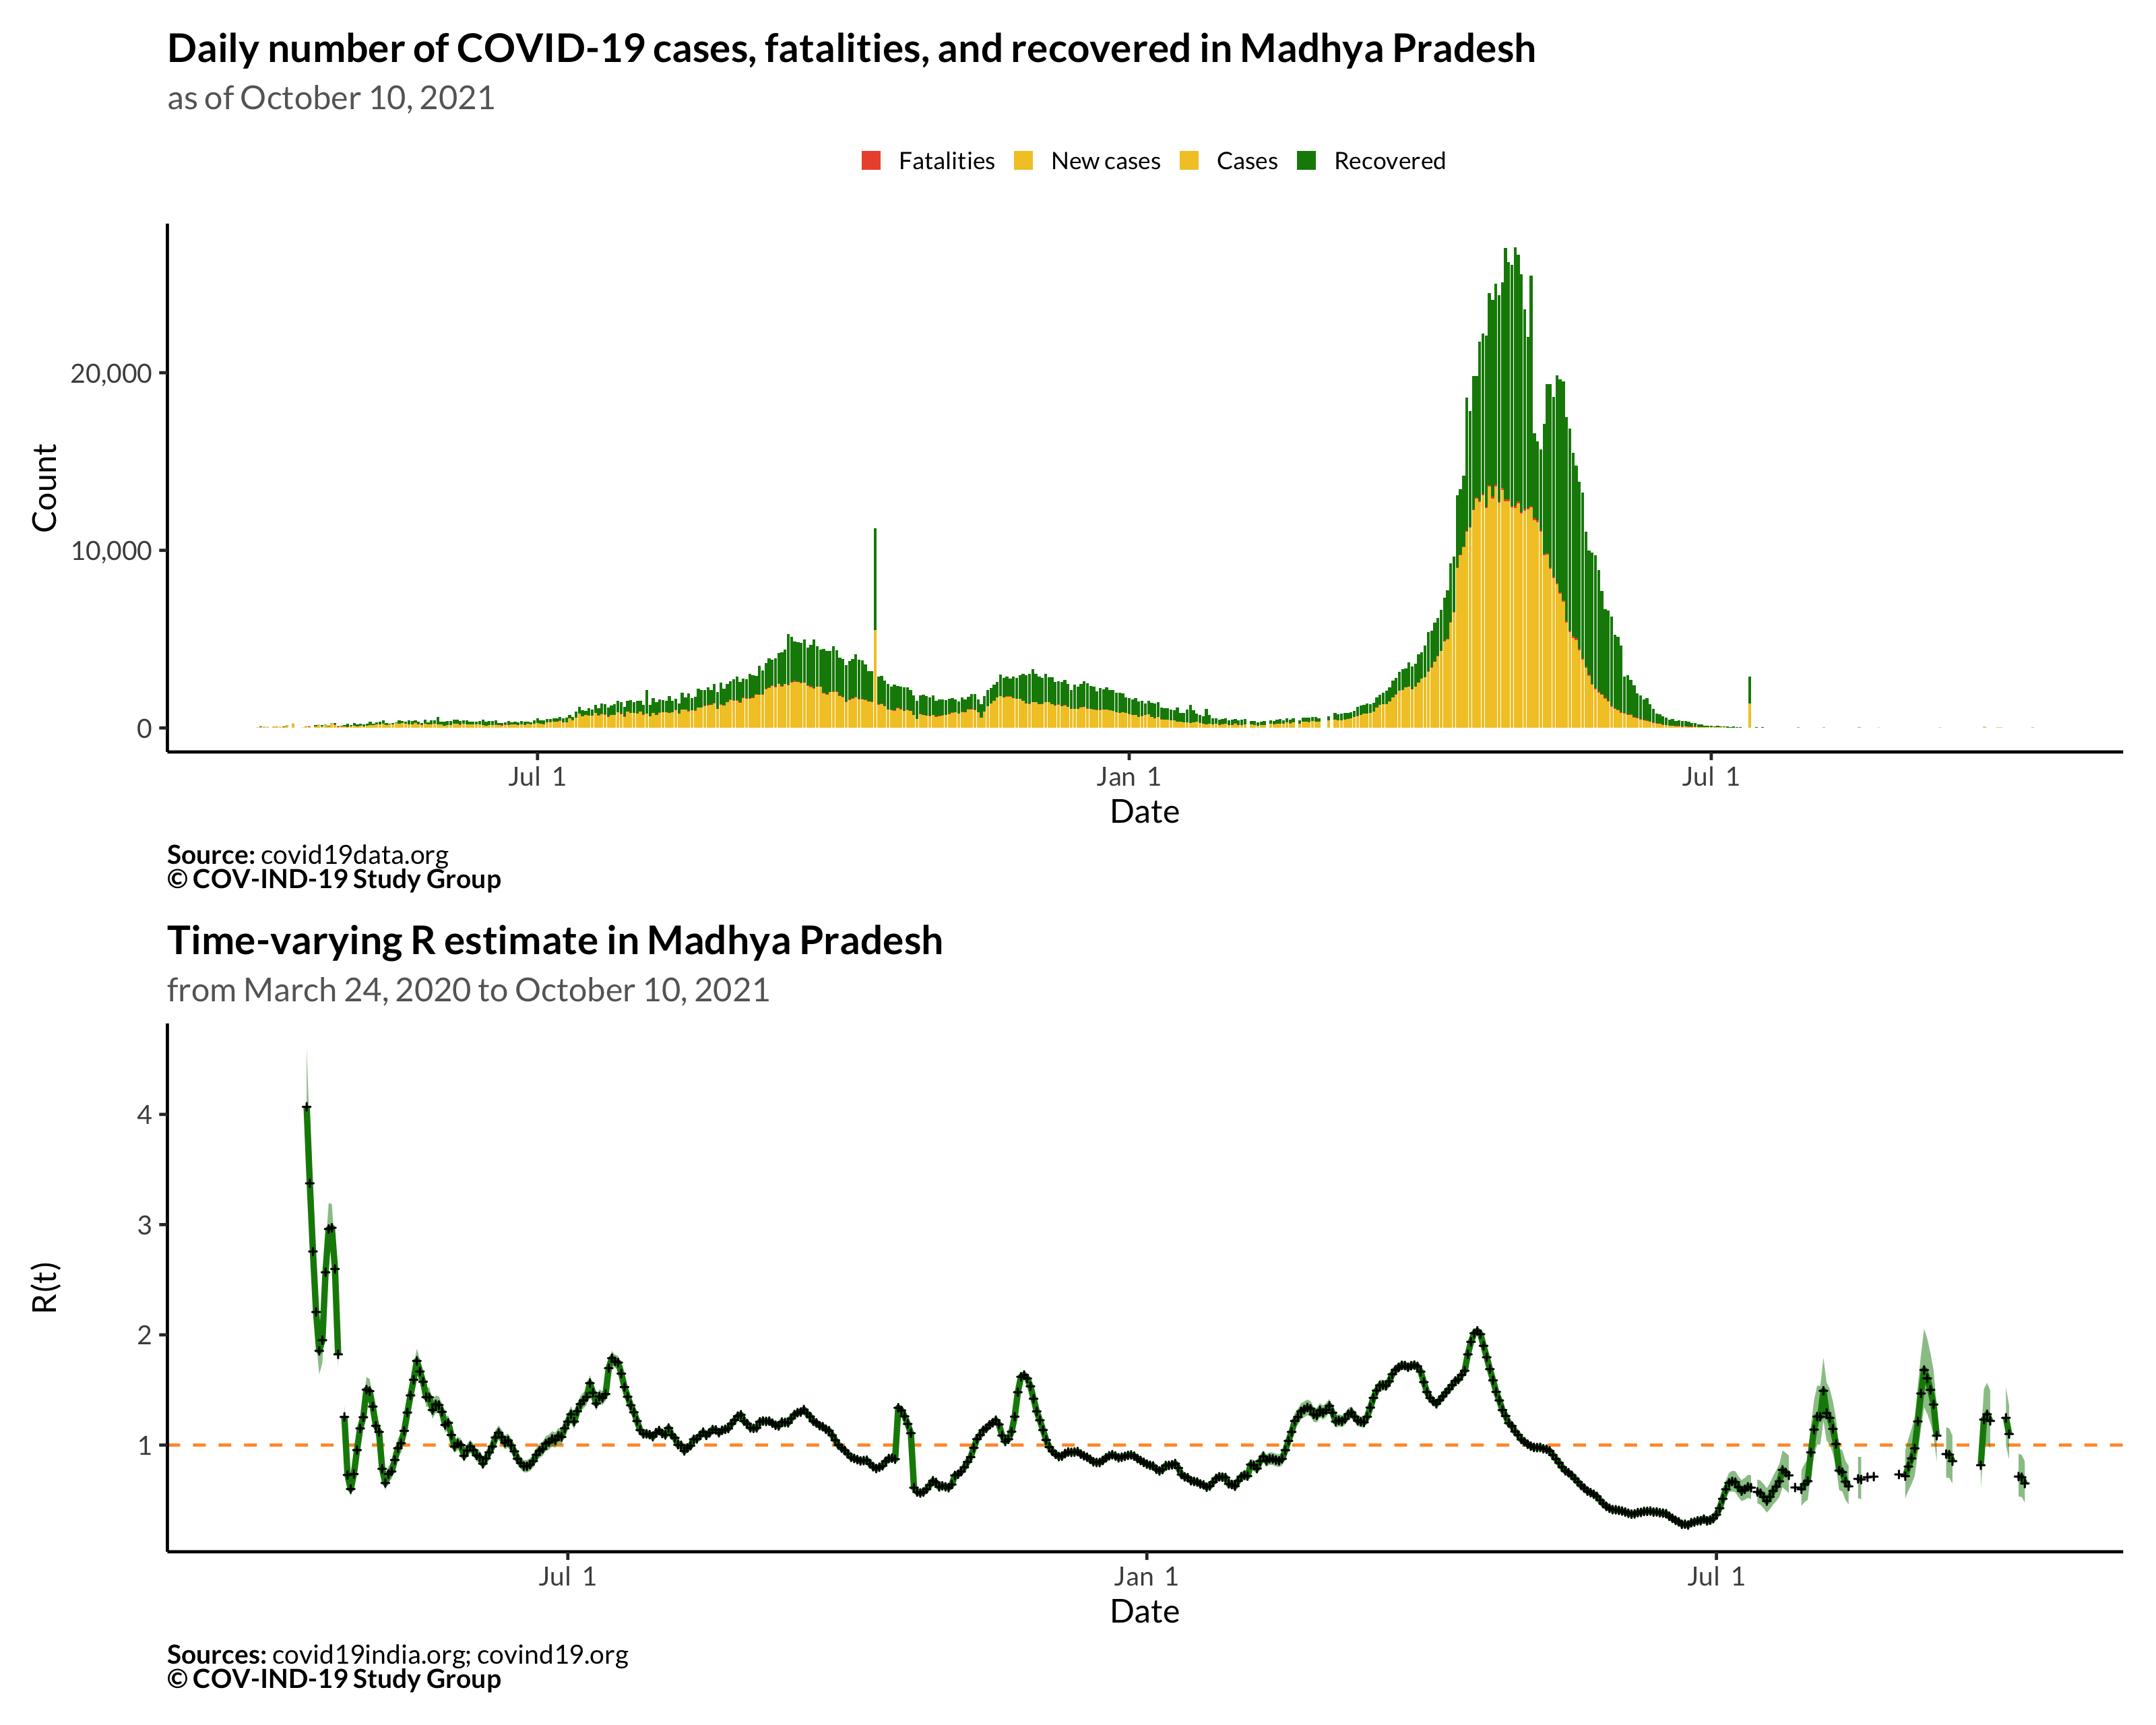 Daily number of COVID-19 cases, fatalities, and recovered in Madhya Pradesh
as of October 10, 2021
Fatalities New cases Cases Recovered
Count
20,000
10,000
0
Jul 1 Jan 1 Jul 1
Date
Source: covid19data.org
© COV-IND-19 Study Group
Time-varying R estimate in Madhya Pradesh
from March 24, 2020 to October 10, 2021
R(t)
4
3
2
1
Jul 1 Jan 1 Jul 1
Date
Sources: covid19india.org; covind19.org
© COV-IND-19 Study Group